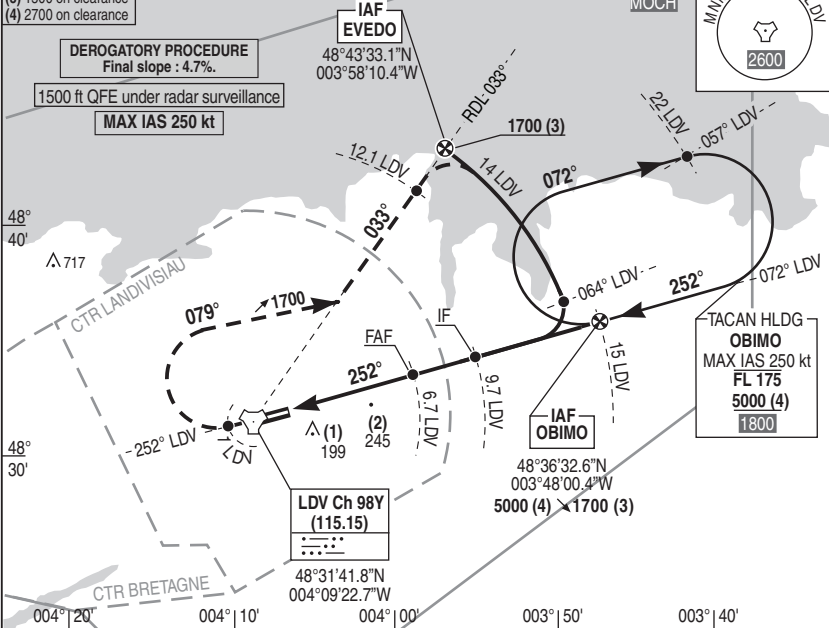 (4) 2700 on clearance
DEROGATORY PROCEDURE
Final slope : 4.7%.
1500 ft QFE under radar surveillance
MAX IAS 250 kt
IAF
EVEDO
48°43'33.1"N
003°58'10.4"W
MOCH
LDV
2600
RDL 033°
1700 (3)
12.1 LDV
14 LDV
22 LDV
057° LDV
072°
033°
48°
40'
717
CTR LANDIVISIAU
079°
1700
064° LDV
252°
072° LDV
TACAN HLDG
OBIMO
MAX IAS 250 kt
FL 175
5000 (4)
1800
FAF
IF
252°
6.7 LDV
9.7 LDV
15 LDV
252° LDV
1 LDV
(1)
199
(2)
245
IAF
OBIMO
48°36'32.6"N
003°48'00.4"W
5000 (4) 1700 (3)
48°
30'
LDV Ch 98Y
(115.15)
48°31'41.8"N
004°09'22.7"W
CTR BRETAGNE
004° 20' 004° 10' 004° 00' 003° 50' 003° 40'